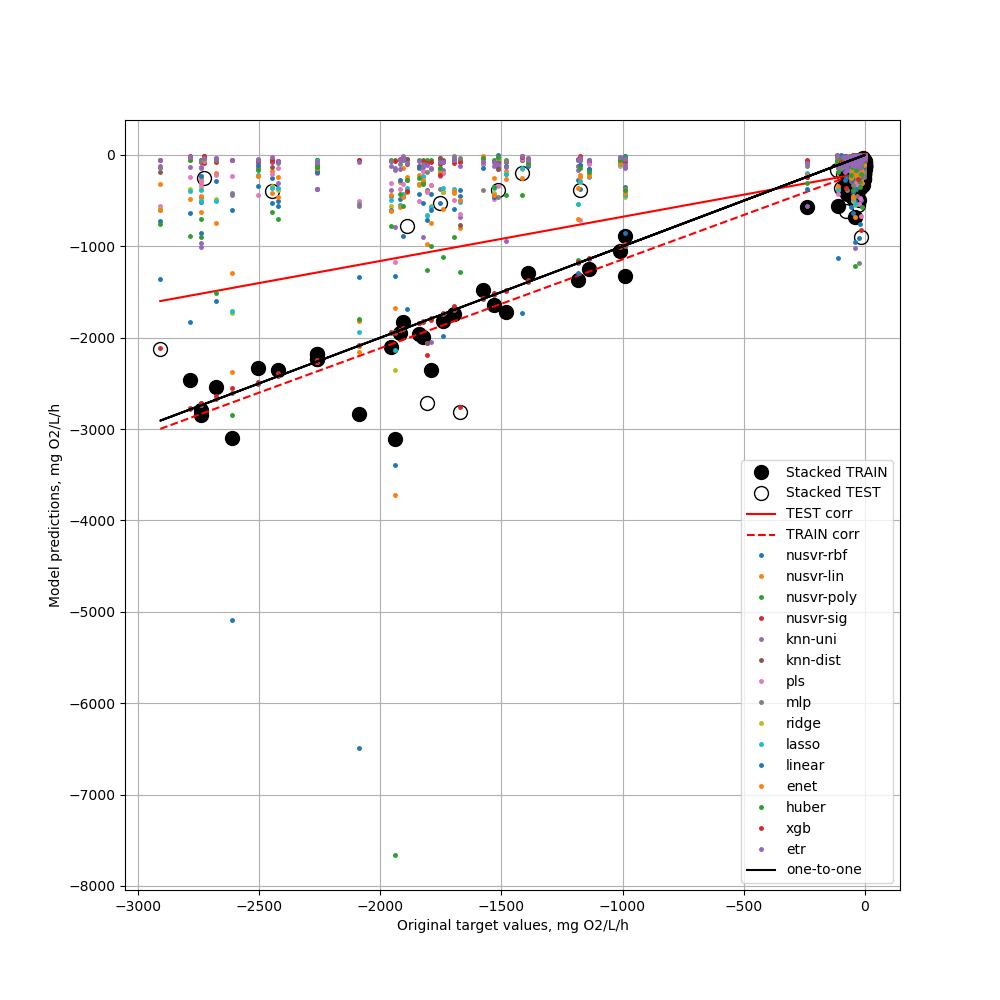 0
−1000
−2000
−3000
−4000
−5000
−6000
−7000
−8000
Model predictions, mg O2/L/h
−3000 −2500 −2000 −1500 −1000 −500 0
Original target values, mg O2/L/h
Stacked TRAIN
Stacked TEST
TEST corr
TRAIN corr
nusvr-rbf
nusvr-lin
nusvr-poly
nusvr-sig
knn-uni
knn-dist
pls
mlp
ridge
lasso
linear
enet
huber
xgb
etr
one-to-one